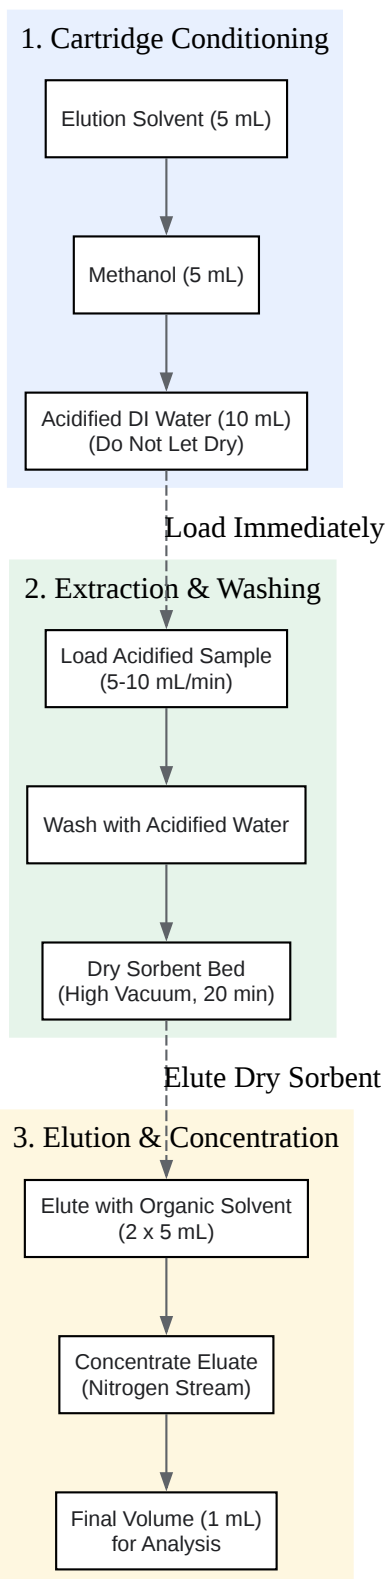 1. Cartridge Conditioning
Elution Solvent (5 mL)
Methanol (5 mL)
Acidified DI Water (10 mL)
(Do Not Let Dry)
Load Immediately
2. Extraction & Washing
Load Acidified Sample
(5-10 mL/min)
Wash with Acidified Water
Dry Sorbent Bed
(High Vacuum, 20 min)
Elute Dry Sorbent
3. Elution & Concentration
Elute with Organic Solvent
(2 x 5 mL)
Concentrate Eluate
(Nitrogen Stream)
Final Volume (1 mL)
for Analysis